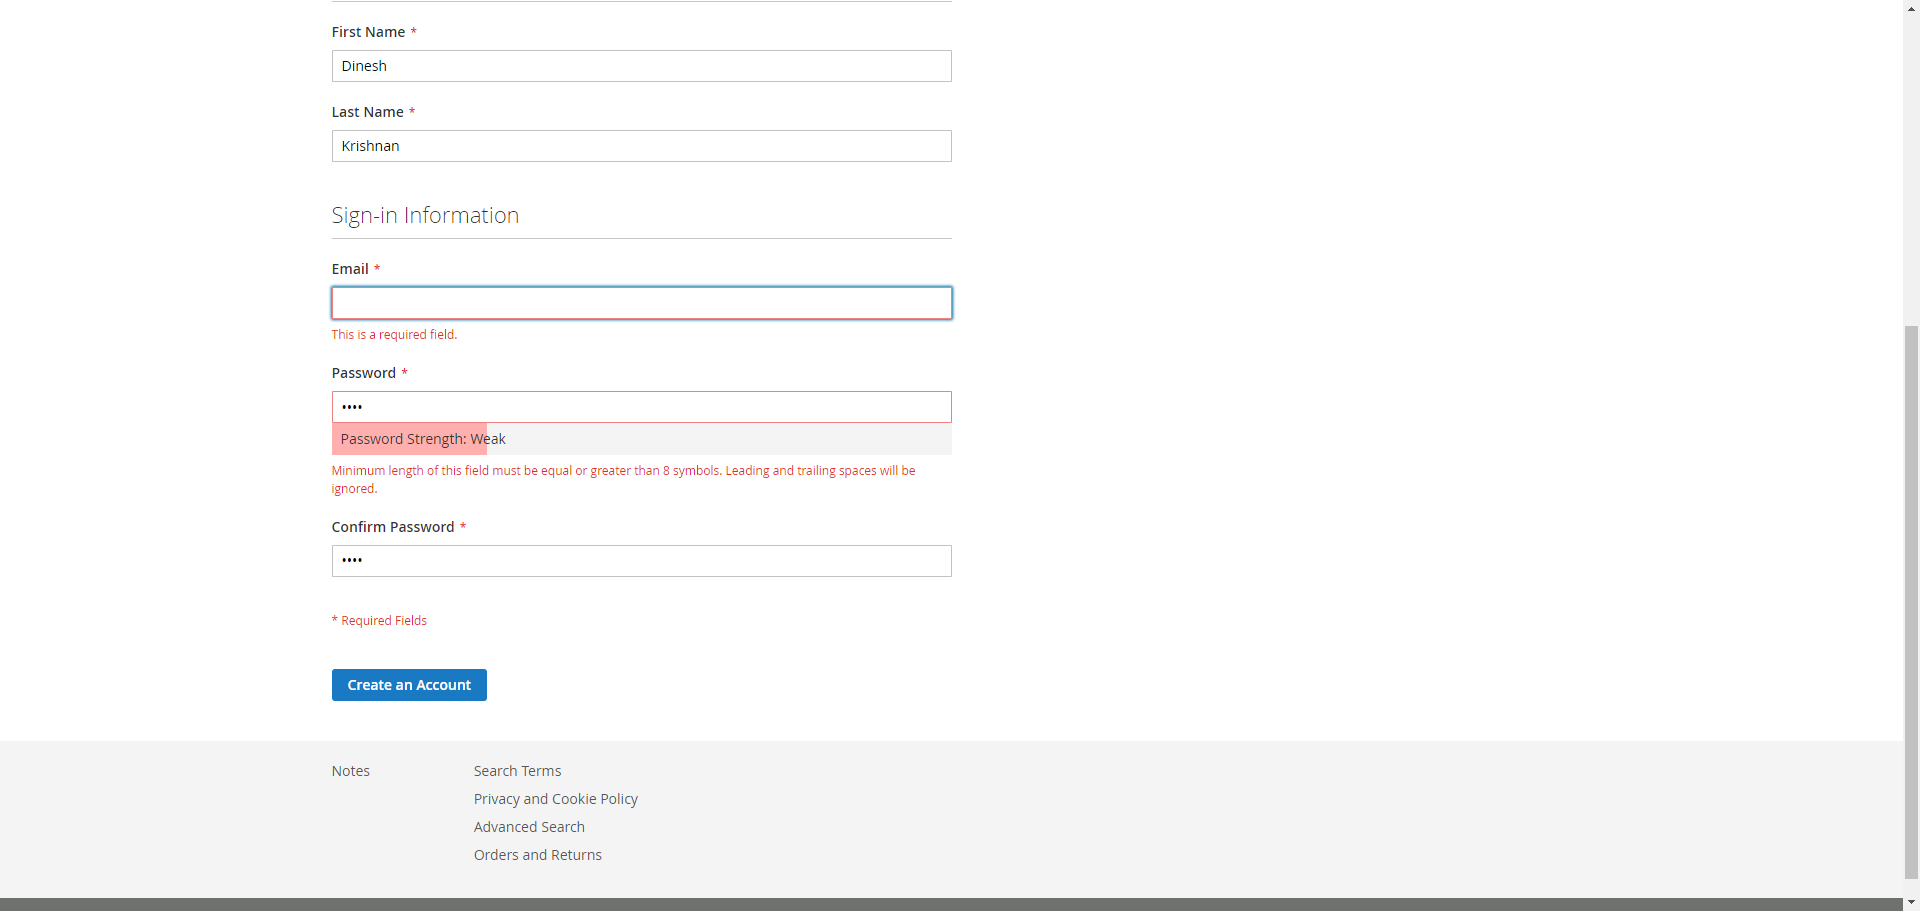 First Name *
Dinesh
Last Name *
Krishnan
Sign-in Information
Email *
This is a required field.
Password *
••••
Password Strength: Weak
Minimum length of this field must be equal or greater than 8 symbols. Leading and trailing spaces will be
ignored.
Confirm Password *
••••
* Required Fields
Create an Account
Notes
Search Terms
Privacy and Cookie Policy
Advanced Search
Orders and Returns